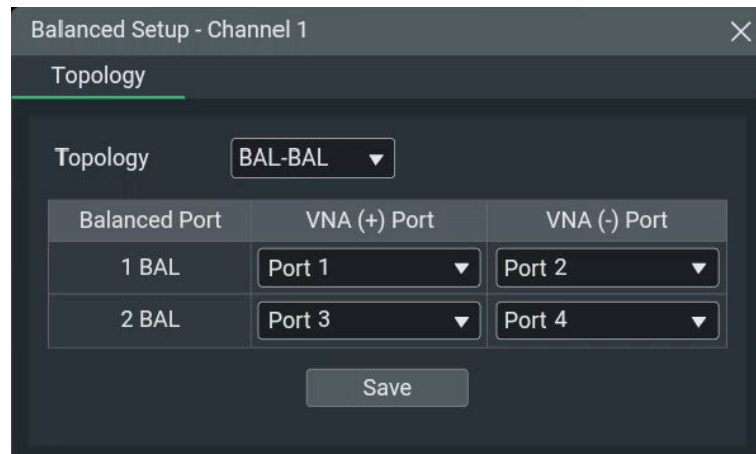 Balanced Setup - Channel 1
Topology
Topology BAL-BAL
Balanced Port VNA (+) Port VNA (-) Port
1 BAL Port 1 Port 2
2 BAL Port 3 Port 4
Save